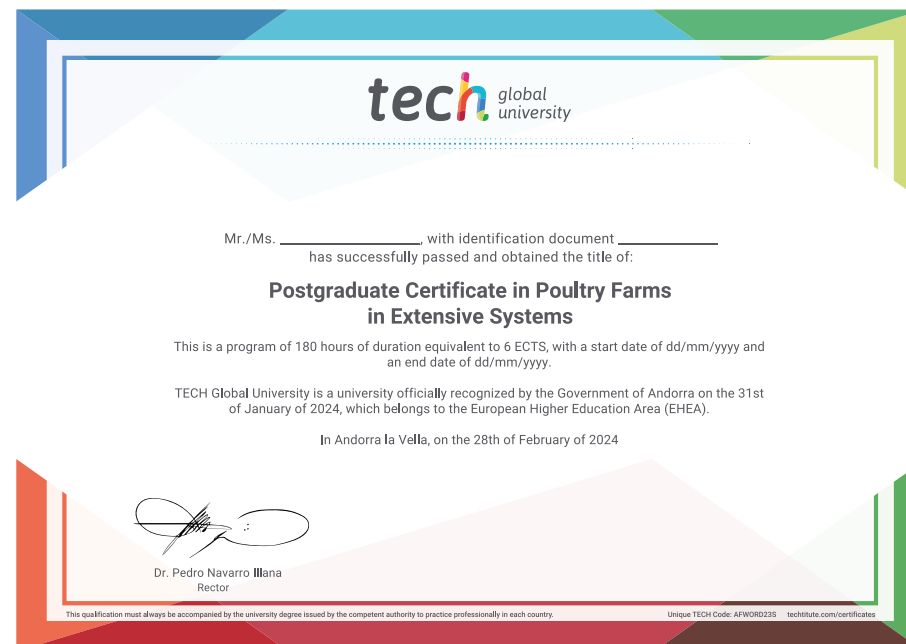 tech global
university
Mr./Ms. ____________________, with identification document ______________
has successfully passed and obtained the title of:
Postgraduate Certificate in Poultry Farms
in Extensive Systems
This is a program of 180 hours of duration equivalent to 6 ECTS, with a start date of dd/mm/yyyy and
an end date of dd/mm/yyyy.
TECH Global University is a university officially recognized by the Government of Andorra on the 31st
of January of 2024, which belongs to the European Higher Education Area (EHEA).
In Andorra la Vella, on the 28th of February of 2024
Dr. Pedro Navarro Illana
Rector
This qualification must always be accompanied by the university degree issued by the competent authority to practice professionally in each country.
Unique TECH Code: AFWORD23S techtitute.com/certificates